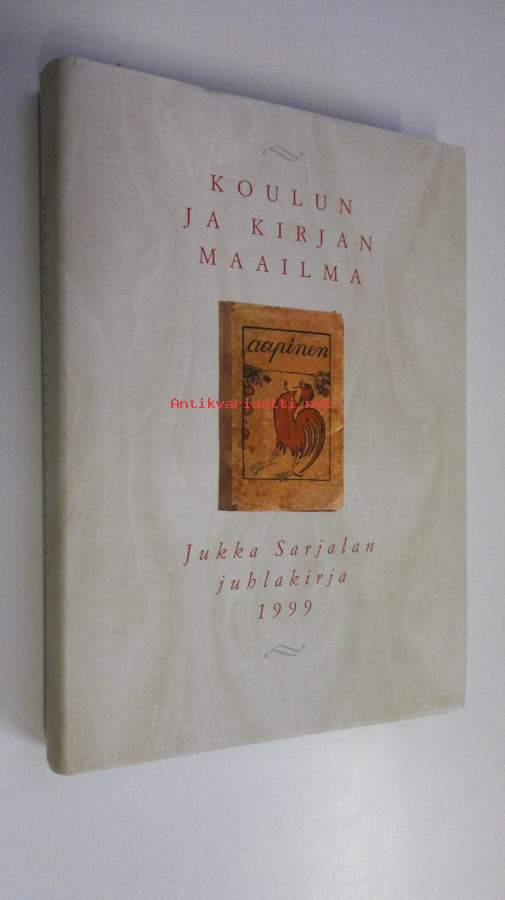 KOULUN
JA KIRJAN
MAAILMA
aapinen
Antikvariaatti.net
Jukka Sarjalan
juhlakirja
1999